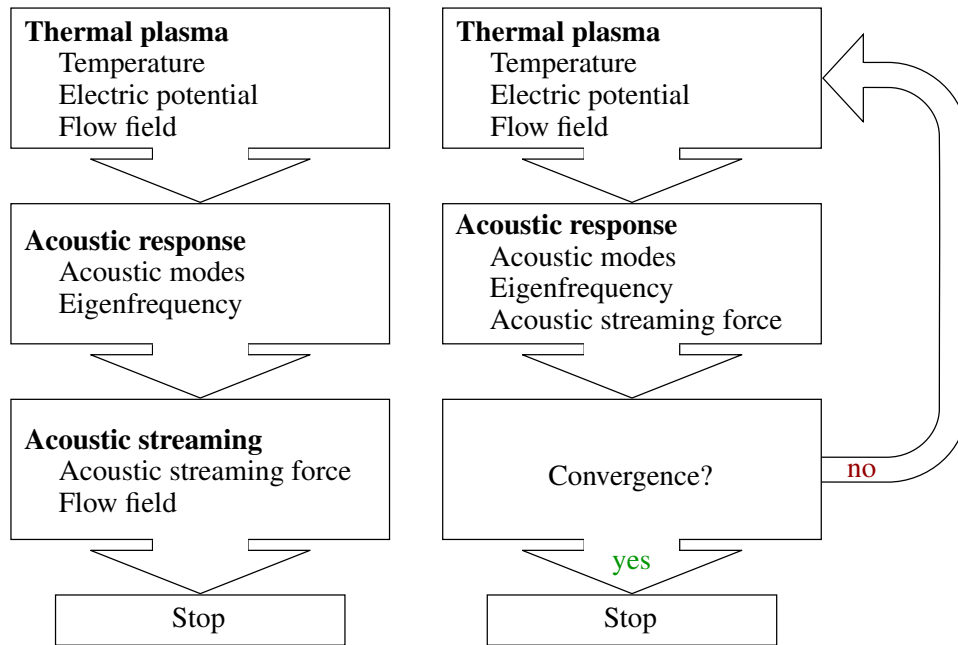 Thermal plasma
Temperature
Electric potential
Flow field
Acoustic response
Acoustic modes
Eigenfrequency
Acoustic streaming
Acoustic streaming force
Flow field
Stop
Thermal plasma
Temperature
Electric potential
Flow field
Acoustic response
Acoustic modes
Eigenfrequency
Acoustic streaming force
Convergence?
no
yes
Stop